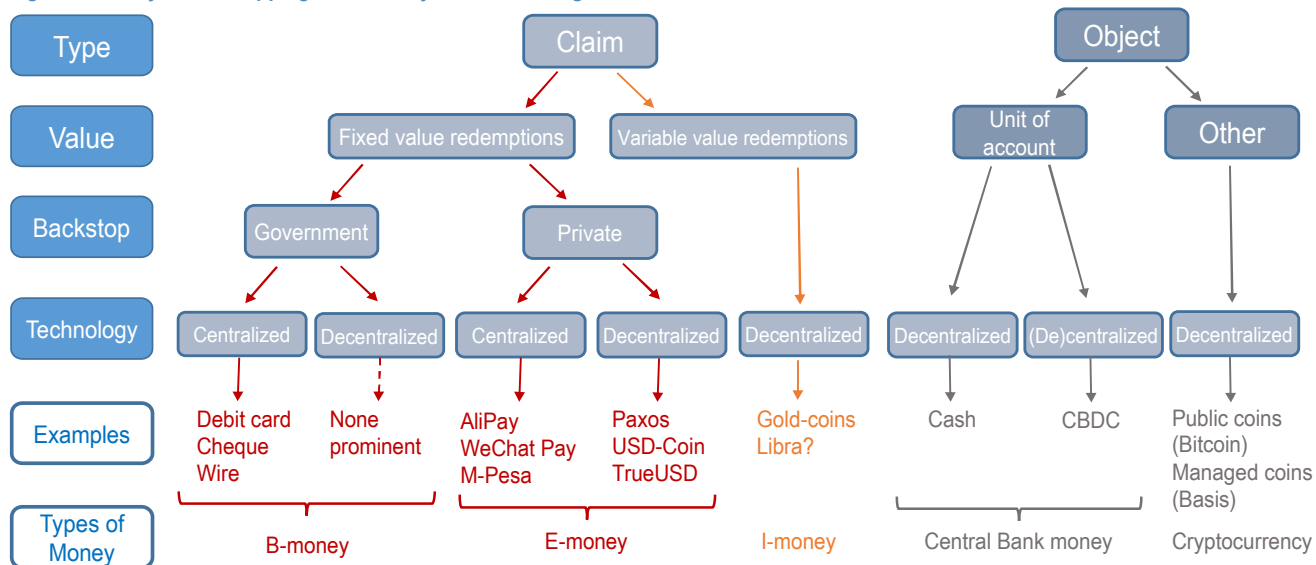 Type
Claim
Object
Value
Fixed value redemptions
Variable value redemptions
Unit of
account
Other
Backstop
Government
Private
Technology
Centralized
Decentralized
Centralized
Decentralized
Decentralized
Decentralized
(De)centralized
Decentralized
Examples
Debit card
Cheque
Wire
None
prominent
AliPay
WeChat Pay
M-Pesa
Paxos
USD-Coin
TrueUSD
Gold-coins
Libra?
Cash
CBDC
Public coins
(Bitcoin)
Managed coins
(Basis)
Types of
Money
B-money
E-money
I-money
Central Bank money
Cryptocurrency